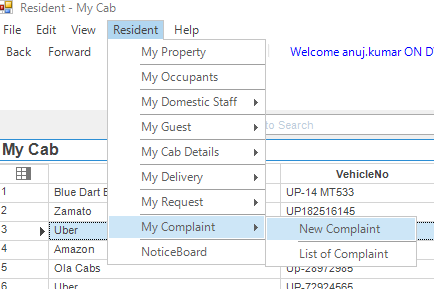 Resident - My Cab
File Edit View Resident Help
Back Forward Welcome anuj.kumar ON
My Property
My Occupants
My Domestic Staff
My Guest
to Search
My Cab Details
My Delivery
My Request
My Complaint
NoticeBoard
New Complaint
List of Complaint
My Cab
VehicleNo
1 Blue Dart UP-14 MT533
2 Zamato UP182516145
3 Uber
4 Amazon
5 Ola Cabs UP-28972985
6 Uber UP-72924565